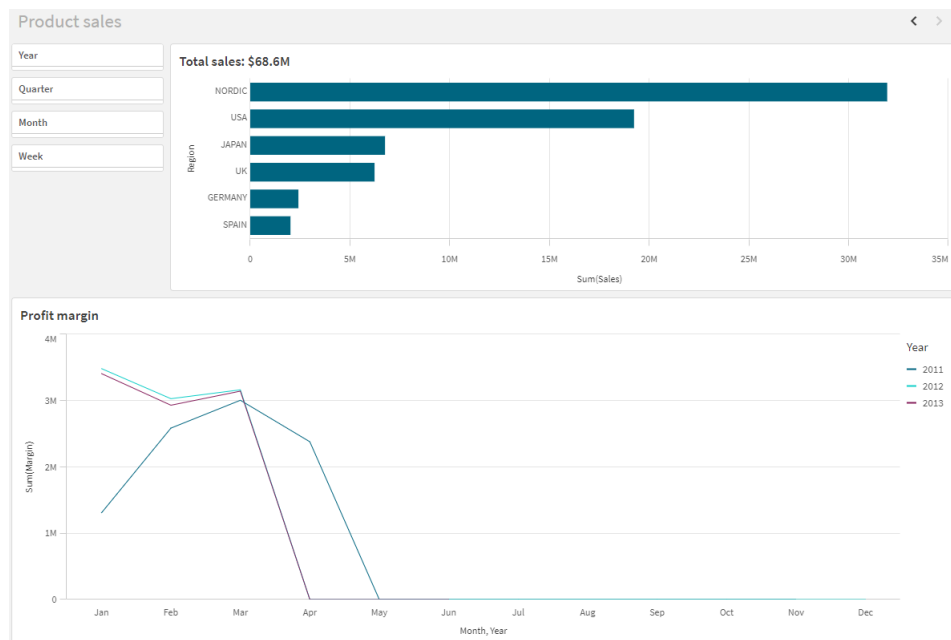 Product sales
Year
Quarter
Month
Week
Total sales: $68.6M
Region
NORDIC
USA
JAPAN
UK
GERMANY
SPAIN
0 5M 10M 15M 20M 25M 30M 35M
Sum(Sales)
Profit margin
Sum(Margin)
4M
3M
2M
1M
0
Jan Feb Mar Apr May Jun Jul Aug Sep Oct Nov Dec
Month, Year
Year
2011
2012
2013